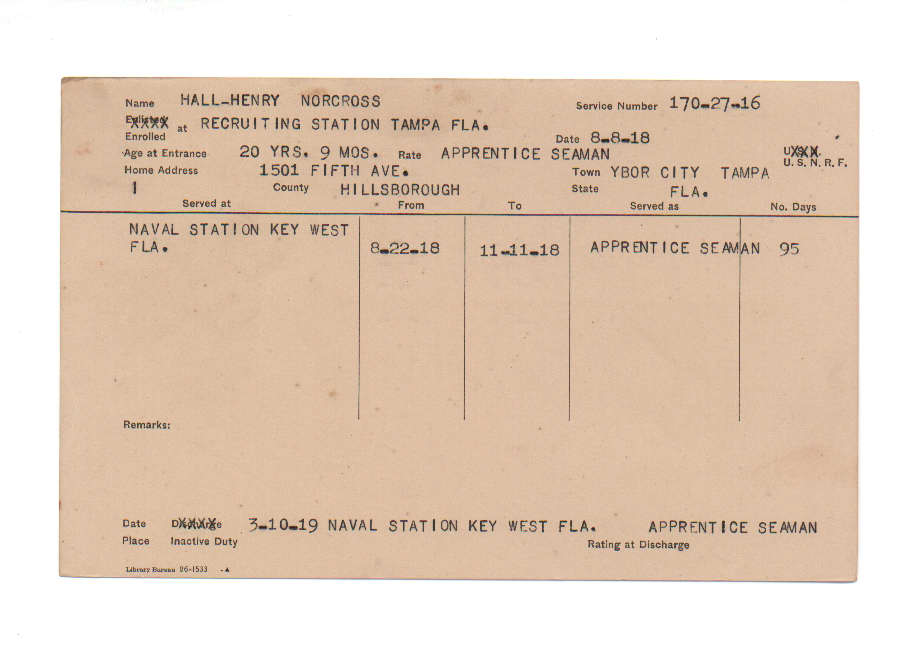 Name HALL-HENRY NORCROSS Service Number 170-27-16
Enlisted XXXX at RECRUITING STATION TAMPA FLA.
Enrolled Date 8-8-18
Age at Entrance 20 YRS. 9 MOS. Rate APPRENTICE SEAMAN UXXX.
Home Address 1501 FIFTH AVE. Town YBOR CITY TAMPA U. S. N. R. F.
1 County HILLSBOROUGH State FLA.
Served at From To Served as No. Days
NAVAL STATION KEY WEST
FLA. 8-22-18 11-11-18 APPRENTICE SEAMAN 95
Remarks:
Date Discharge XXXX 3-10-19 NAVAL STATION KEY WEST FLA. APPRENTICE SEAMAN
Place Inactive Duty Rating at Discharge
Library Bureau 26-1533 -A